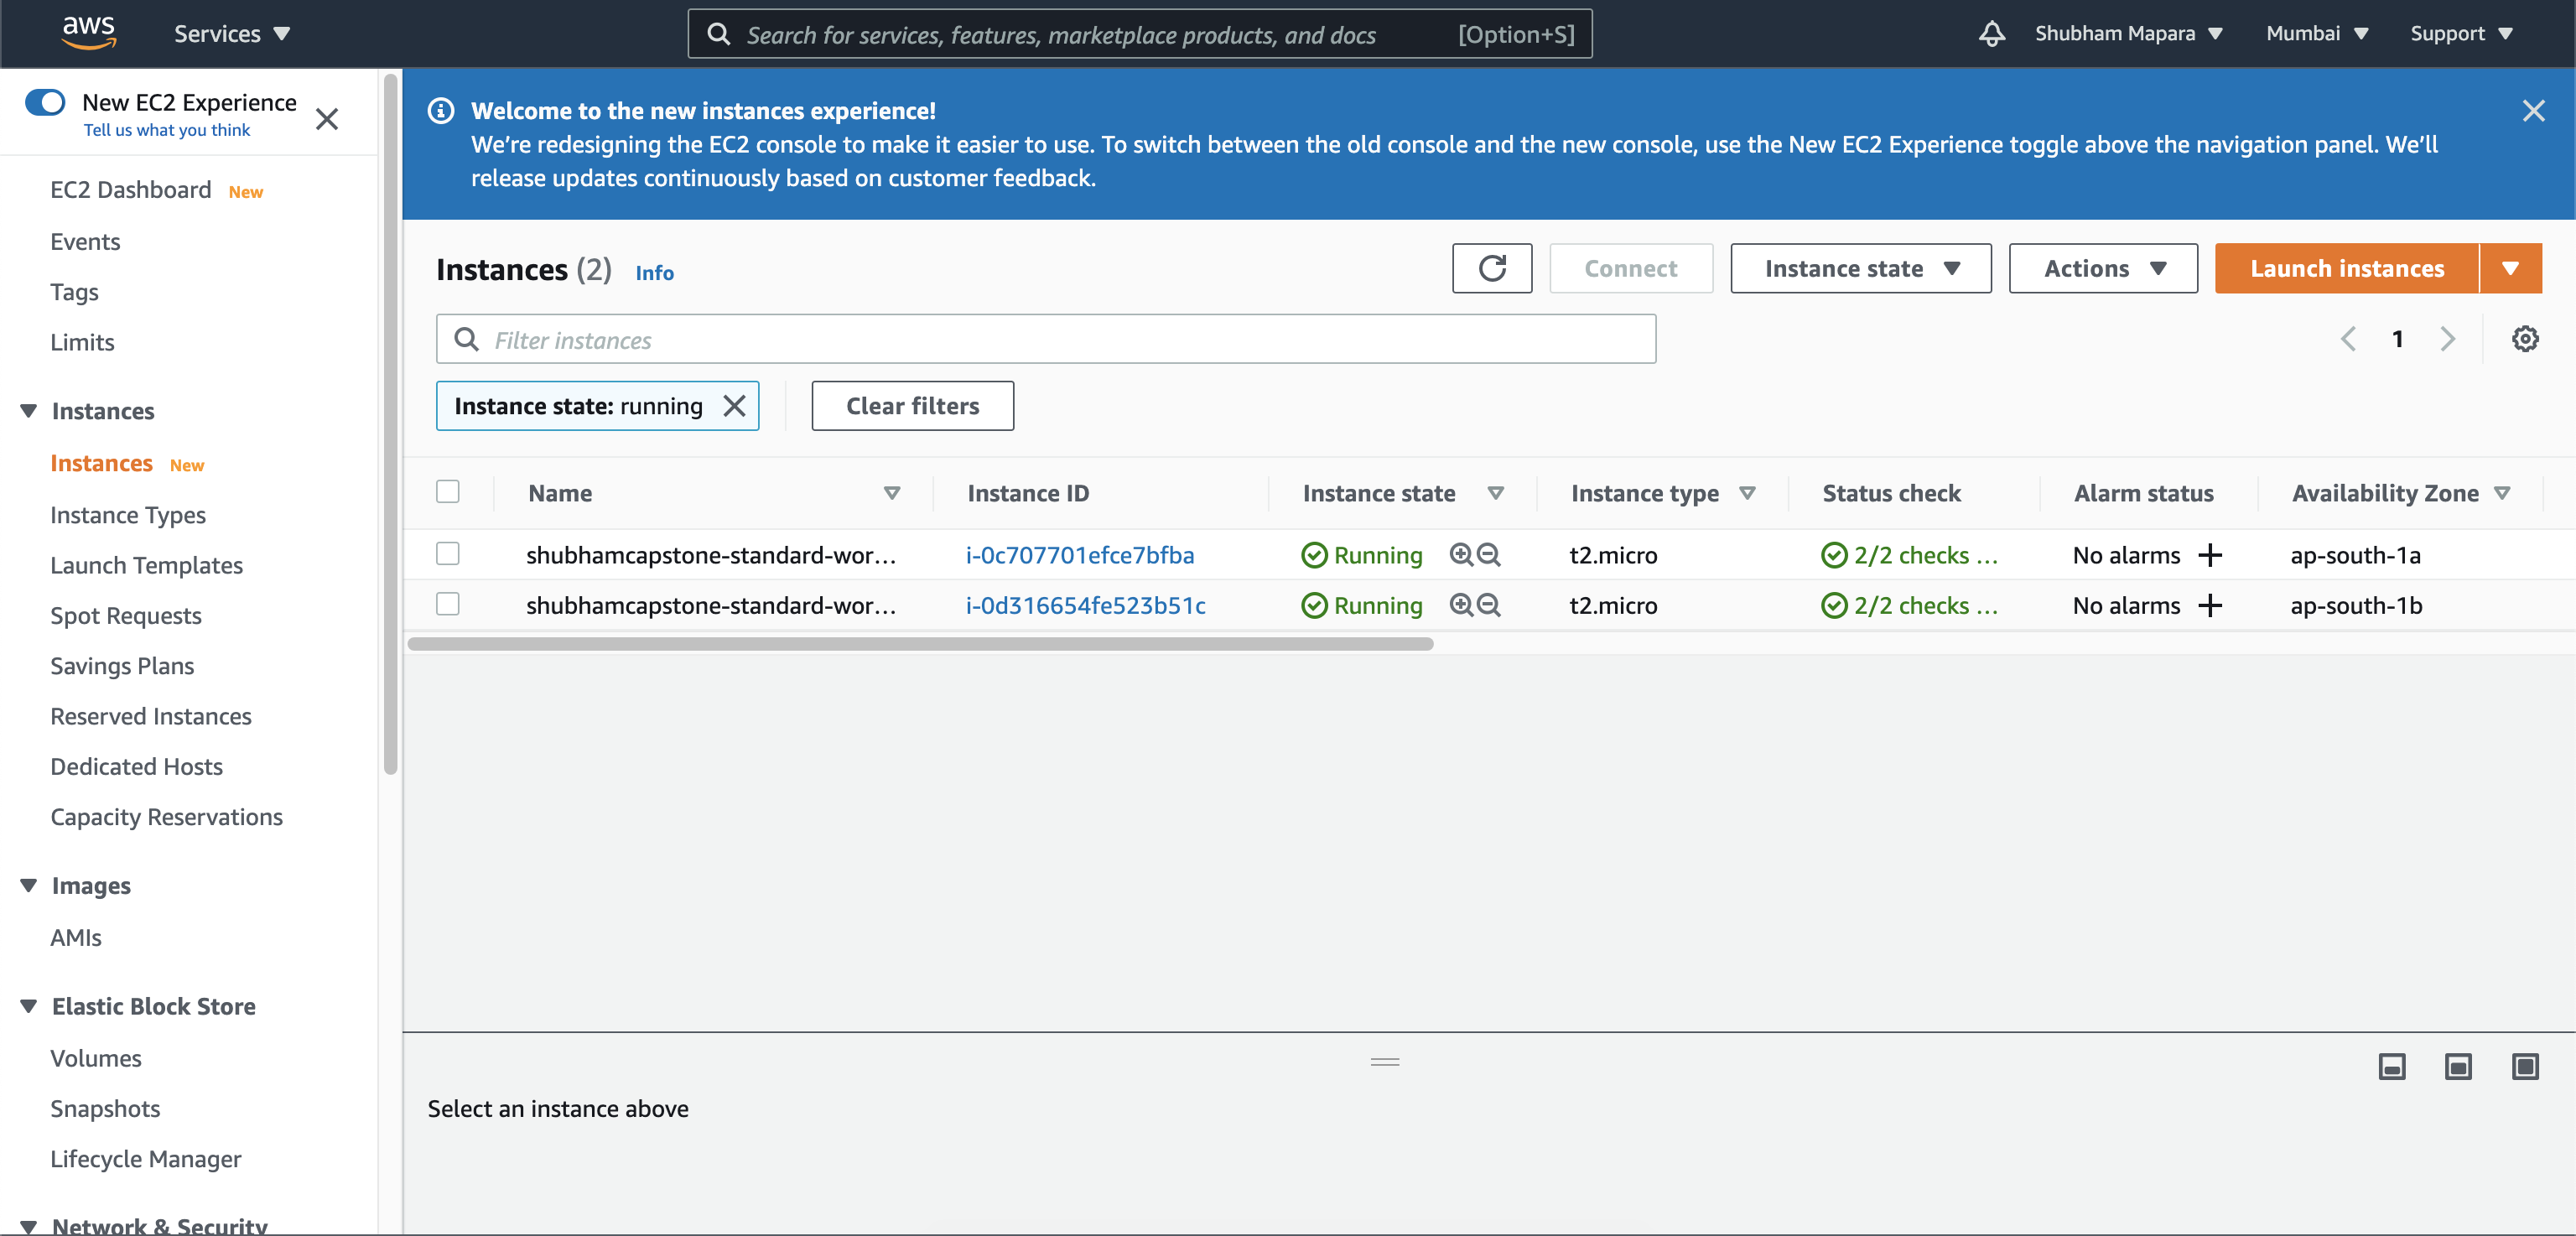 aws Services Search for services, features, marketplace products, and docs [Option+S] Shubham Mapara Mumbai Support
New EC2 Experience
Tell us what you think
EC2 Dashboard New
Events
Tags
Limits
Instances
Instances New
Instance Types
Launch Templates
Spot Requests
Savings Plans
Reserved Instances
Dedicated Hosts
Capacity Reservations
Images
AMIs
Elastic Block Store
Volumes
Snapshots
Lifecycle Manager
Network & Security
Welcome to the new instances experience!
We’re redesigning the EC2 console to make it easier to use. To switch between the old console and the new console, use the New EC2 Experience toggle above the navigation panel. We’ll
release updates continuously based on customer feedback.
Instances (2) Info Connect Instance state Actions Launch instances
Filter instances 1
Instance state: running Clear filters
Name Instance ID Instance state Instance type Status check Alarm status Availability Zone
shubhamcapstone-standard-wor... i-0c707701efce7bfba Running t2.micro 2/2 checks ... No alarms + ap-south-1a
shubhamcapstone-standard-wor... i-0d316654fe523b51c Running t2.micro 2/2 checks ... No alarms + ap-south-1b
Select an instance above